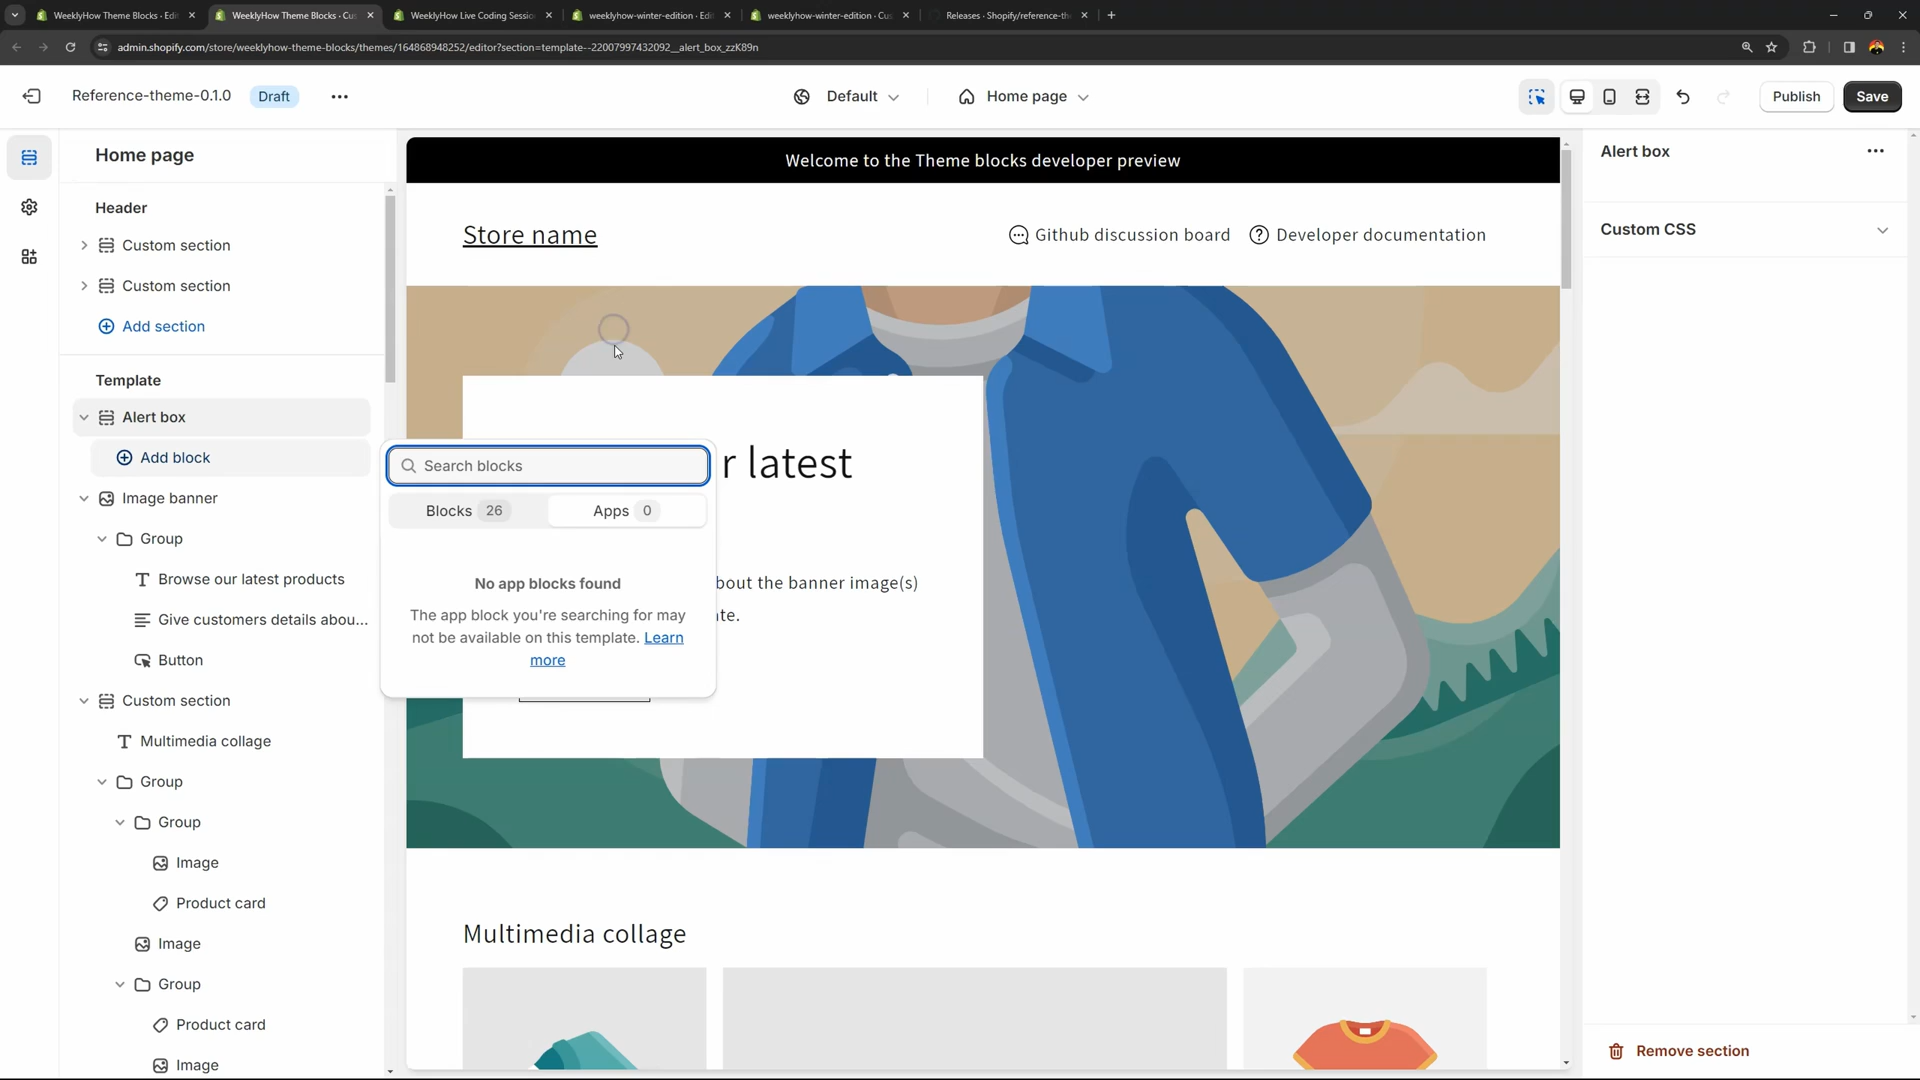 WeeklyHow Theme Blocks · Edi
WeeklyHow Theme Blocks · Cu
WeeklyHow Live Coding Sessio
weeklyhow-winter-edition · Edi
weeklyhow-winter-edition · Cus
Releases · Shopify/reference-th
admin.shopify.com/store/weeklyhow-theme-blocks/themes/164868948252/editor?section=template--22007997432092__alert_box_zzK89n
Reference-theme-0.1.0
Draft
Default
Home page
Publish
Save
Home page
Header
Custom section
Custom section
Add section
Template
Alert box
Add block
Image banner
Group
Browse our latest products
Give customers details abou...
Button
Custom section
Multimedia collage
Group
Group
Image
Product card
Image
Group
Product card
Image
Search blocks
Blocks 26
Apps 0
No app blocks found
The app block you're searching for may
not be available on this template. Learn
more
Welcome to the Theme blocks developer preview
Store name
Github discussion board
Developer documentation
r latest
bout the banner image(s)
te.
Multimedia collage
Alert box
Custom CSS
Remove section